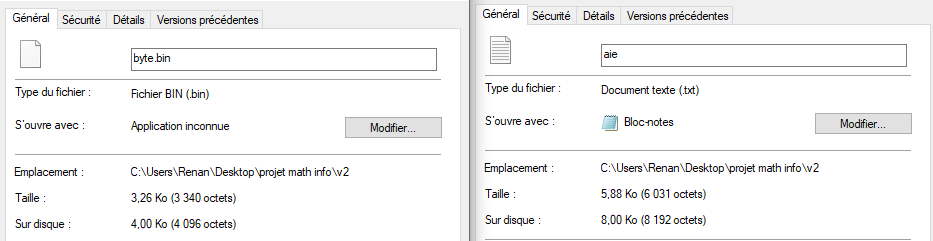 Général Sécurité Détails Versions précédentes
byte.bin
Type du fichier : Fichier BIN (.bin)
S'ouvre avec : Application inconnue Modifier...
Emplacement : C:\Users\Renan\Desktop\projet math info\v2
Taille : 3,26 Ko (3 340 octets)
Sur disque : 4,00 Ko (4 096 octets)
Général Sécurité Détails Versions précédentes
aie
Type du fichier : Document texte (.txt)
S'ouvre avec : Bloc-notes Modifier...
Emplacement : C:\Users\Renan\Desktop\projet math info\v2
Taille : 5,88 Ko (6 031 octets)
Sur disque : 8,00 Ko (8 192 octets)